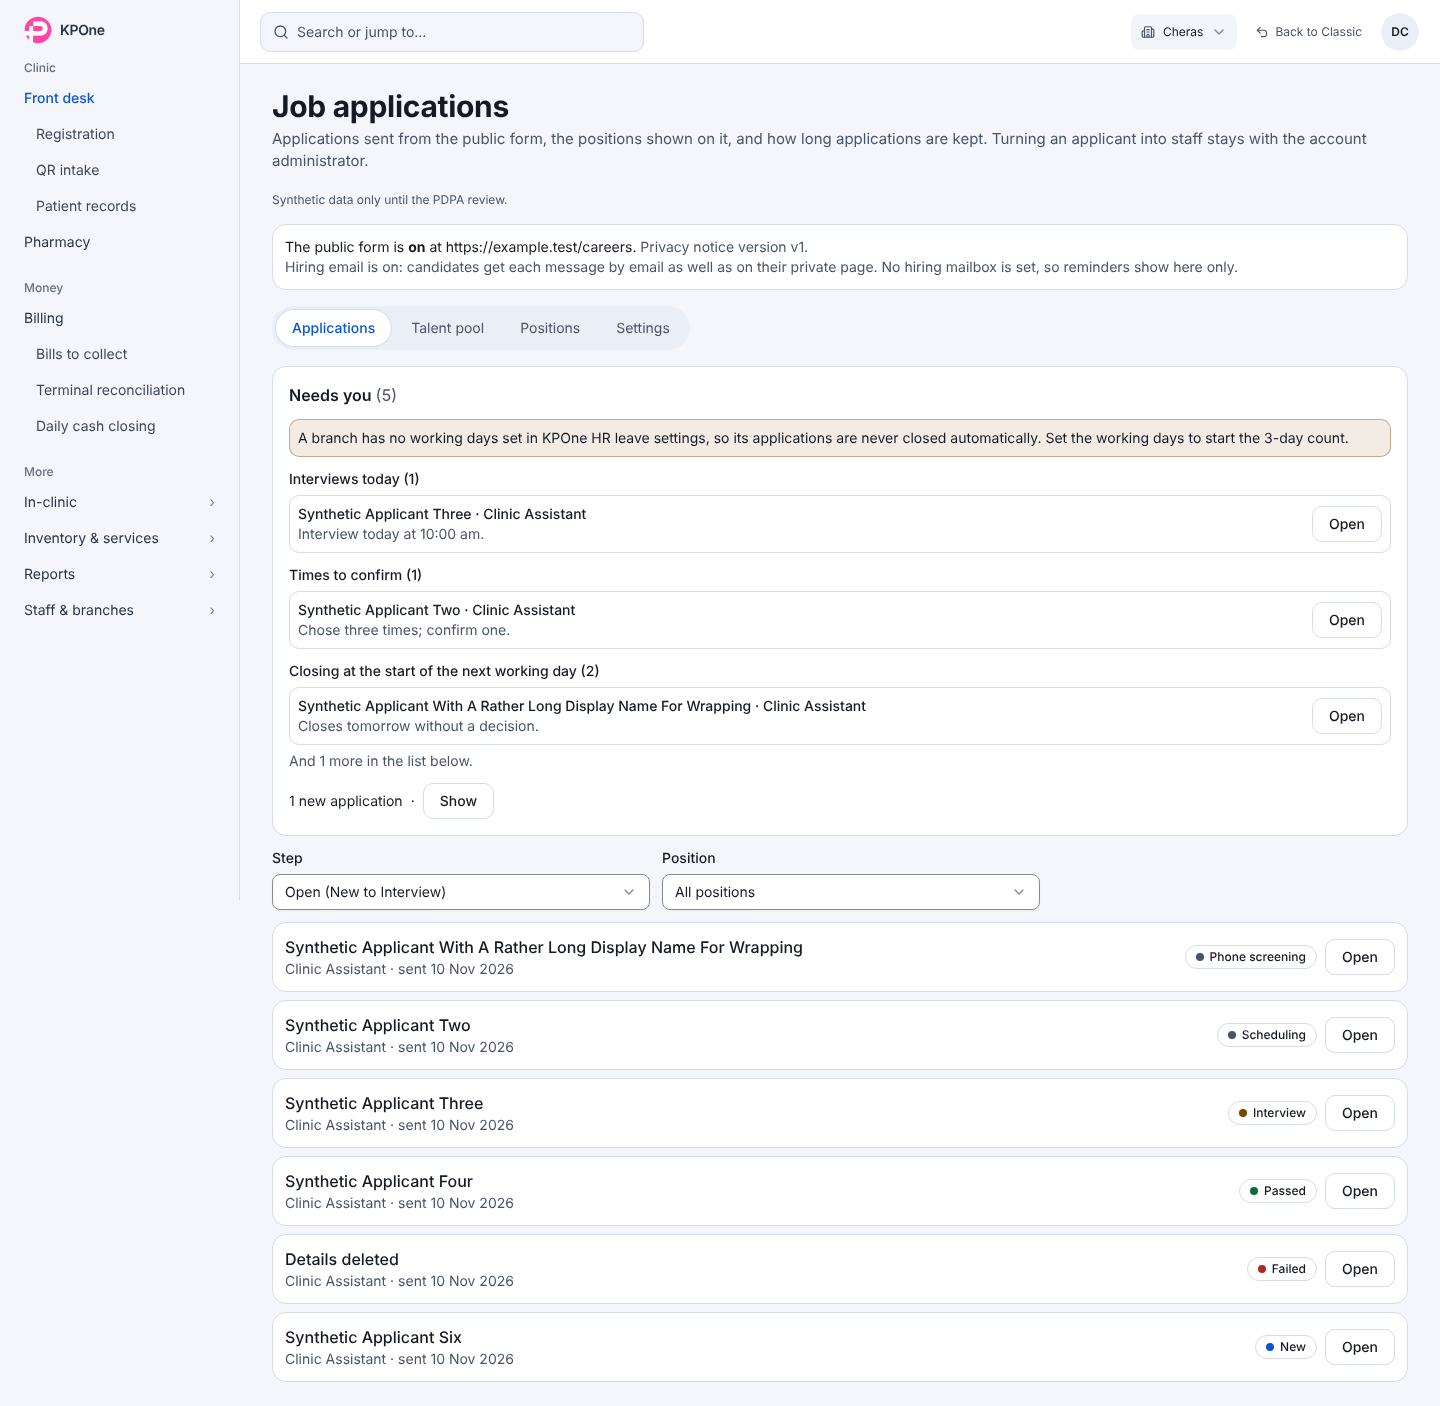 KPOne
Clinic
Front desk
Registration
QR intake
Patient records
Pharmacy
Money
Billing
Bills to collect
Terminal reconciliation
Daily cash closing
More
In-clinic
Inventory & services
Reports
Staff & branches
Search or jump to...
Cheras
Back to Classic
DC
Job applications
Applications sent from the public form, the positions shown on it, and how long applications are kept. Turning an applicant into staff stays with the account
administrator.
Synthetic data only until the PDPA review.
The public form is on at https://example.test/careers. Privacy notice version v1.
Hiring email is on: candidates get each message by email as well as on their private page. No hiring mailbox is set, so reminders show here only.
Applications
Talent pool
Positions
Settings
Needs you (5)
A branch has no working days set in KPOne HR leave settings, so its applications are never closed automatically. Set the working days to start the 3-day count.
Interviews today (1)
Synthetic Applicant Three · Clinic Assistant
Interview today at 10:00 am.
Open
Times to confirm (1)
Synthetic Applicant Two · Clinic Assistant
Chose three times; confirm one.
Open
Closing at the start of the next working day (2)
Synthetic Applicant With A Rather Long Display Name For Wrapping · Clinic Assistant
Closes tomorrow without a decision.
Open
And 1 more in the list below.
1 new application ·
Show
Step
Open (New to Interview)
Position
All positions
Synthetic Applicant With A Rather Long Display Name For Wrapping
Clinic Assistant · sent 10 Nov 2026
Phone screening
Open
Synthetic Applicant Two
Clinic Assistant · sent 10 Nov 2026
Scheduling
Open
Synthetic Applicant Three
Clinic Assistant · sent 10 Nov 2026
Interview
Open
Synthetic Applicant Four
Clinic Assistant · sent 10 Nov 2026
Passed
Open
Details deleted
Clinic Assistant · sent 10 Nov 2026
Failed
Open
Synthetic Applicant Six
Clinic Assistant · sent 10 Nov 2026
New
Open